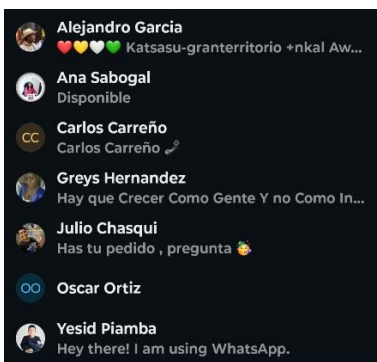 Alejandro Garcia
❤️💛🤍💚 Katsasu-granterritorio +nkal Aw...
Ana Sabogal
Disponible
CC
Carlos Carreño
Carlos Carreño
Greys Hernandez
Hay que Crecer Como Gente Y no Como In...
Julio Chasqui
Has tu pedido , pregunta
OO
Oscar Ortiz
Yesid Piamba
Hey there! I am using WhatsApp.